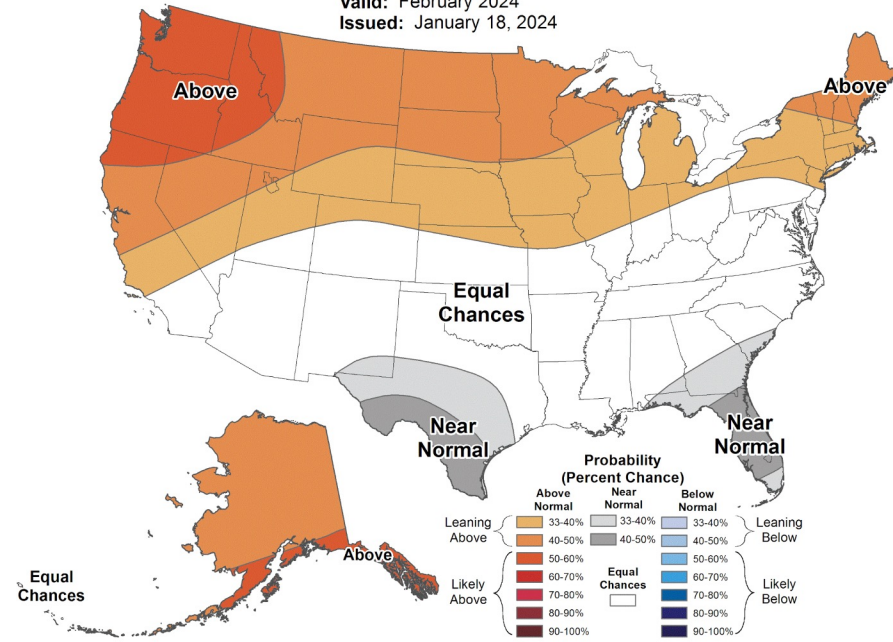 Valid: February 2024
Issued: January 18, 2024
Above
Above
Equal
Chances
Near
Normal
Near
Normal
Above
Equal
Chances
Probability
(Percent Chance)
Above
Normal
Near
Normal
Below
Normal
Leaning
Above
33-40%
33-40%
33-40%
Leaning
Below
40-50%
40-50%
40-50%
Likely
Above
50-60%
50-60%
Likely
Below
60-70%
Equal
Chances
60-70%
70-80%
70-80%
80-90%
80-90%
90-100%
90-100%